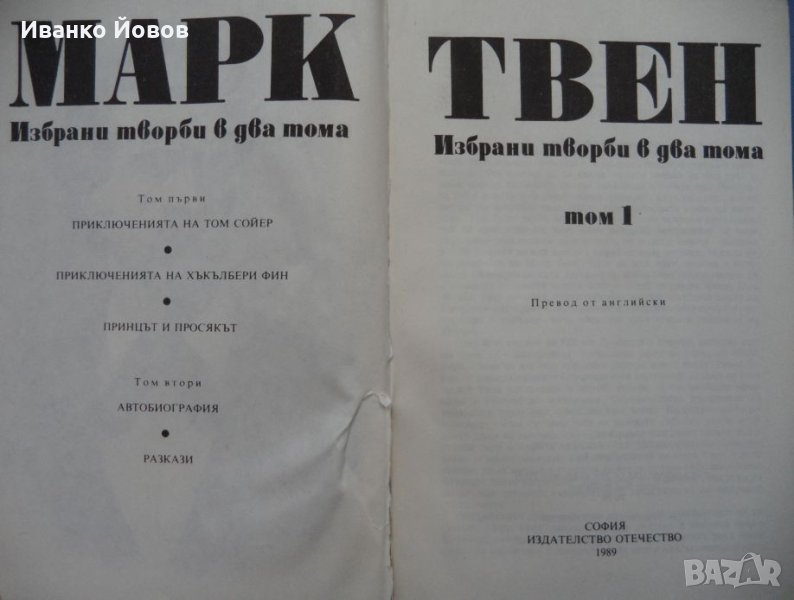 Иванко Йовов
МАРК
Избрани творби в два тома
Том първи
ПРИКЛЮЧЕНИЯТА НА ТОМ СОЙЕР
●
ПРИКЛЮЧЕНИЯТА НА ХЪКЪЛБЕРИ ФИН
●
ПРИНЦЪТ И ПРОСЯКЪТ
Том втори
АВТОБИОГРАФИЯ
●
РАЗКАЗИ
ТВЕН
Избрани творби в два тома
том 1
Превод от английски
СОФИЯ
ИЗДАТЕЛСТВО ОТЕЧЕСТВО
1989
BAZAR